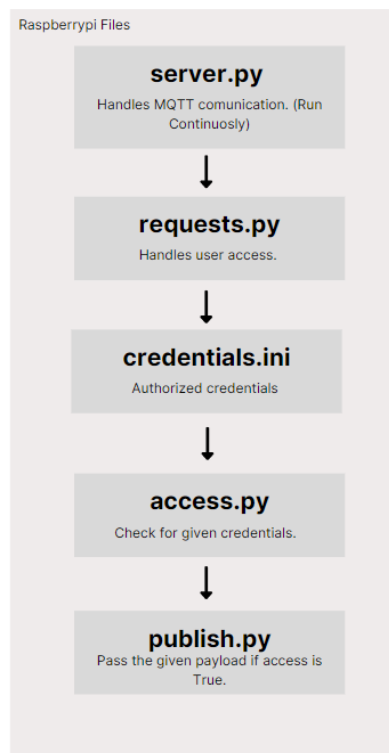 Raspberrypi Files
server.py
Handles MQTT comunication. (Run
Continuosly)
requests.py
Handles user access.
credentials.ini
Authorized credentials
access.py
Check for given credentials.
publish.py
Pass the given payload if access is
True.